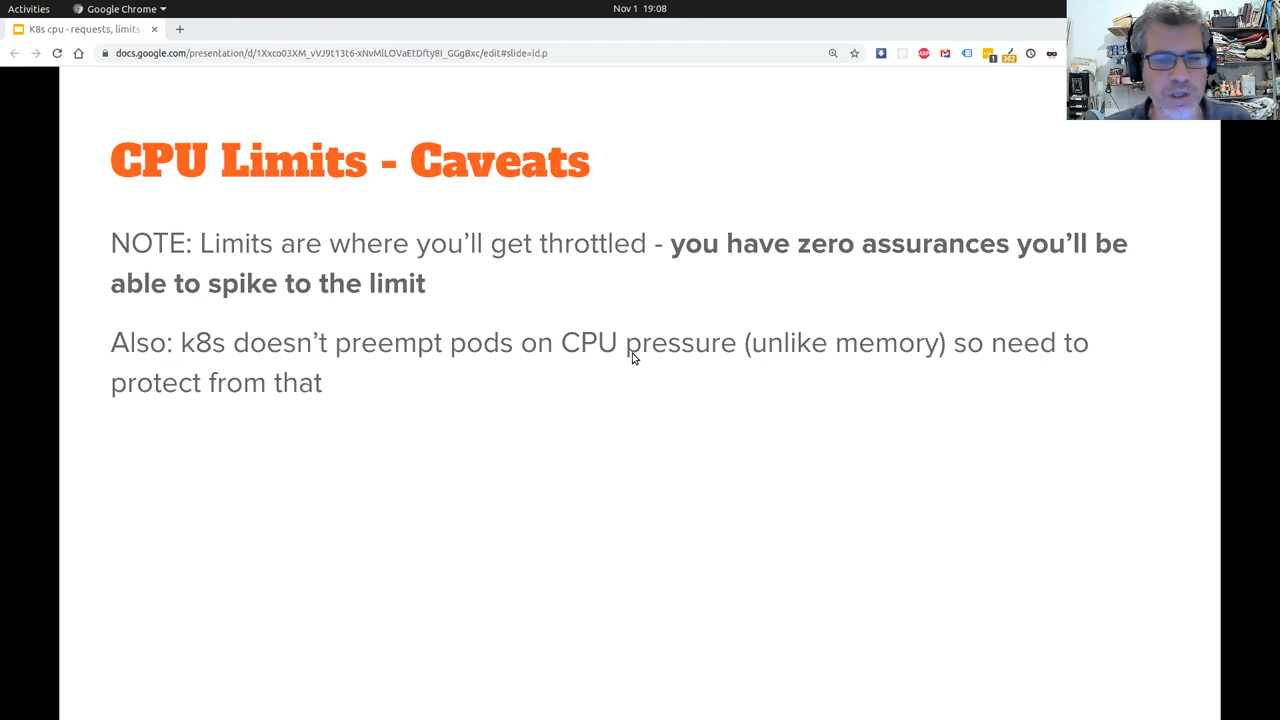 Activities
Google Chrome
Nov 1 19:08
K8s cpu - requests, limits
docs.google.com/presentation/d/1Xxco03XM_vVJ9t13t6-xNvMlLOVaEtDfty8I_GGgBxc/edit#slide=id.p
ABP
1
302
CPU Limits - Caveats
NOTE: Limits are where you’ll get throttled - you have zero assurances you’ll be
able to spike to the limit
Also: k8s doesn’t preempt pods on CPU pressure (unlike memory) so need to
protect from that